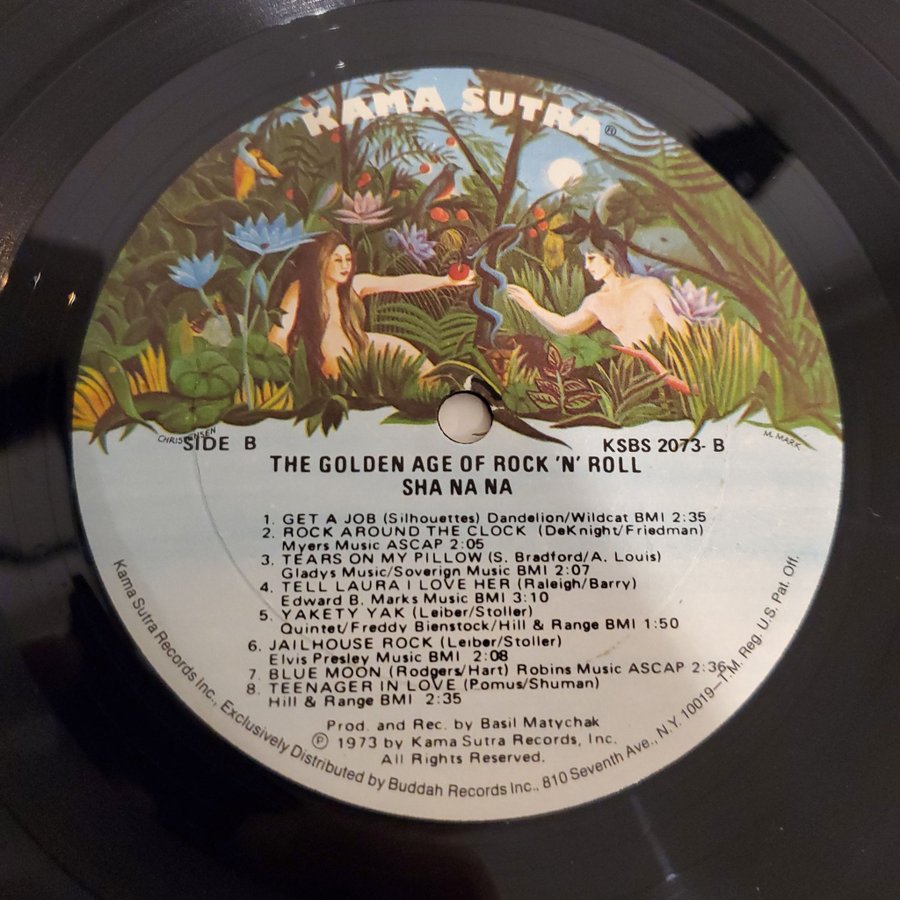 KAMA SUTRA®
CHRISTENSEN
M. MARK
SIDE B
KSBS 2073-B
THE GOLDEN AGE OF ROCK 'N' ROLL
SHA NA NA
1. GET A JOB (Silhouettes) Dandelion/Wildcat BMI 2:35
2. ROCK AROUND THE CLOCK (DeKnight/Friedman)
Myers Music ASCAP 2:05
3. TEARS ON MY PILLOW (S. Bradford/A. Louis)
Gladys Music/Soverign Music BMI 2:07
4. TELL LAURA I LOVE HER (Raleigh/Barry)
Edward B. Marks Music BMI 3:10
5. YAKETY YAK (Leiber/Stoller)
Quintet/Freddy Bienstock/Hill & Range BMI 1:50
6. JAILHOUSE ROCK (Leiber/Stoller)
Elvis Presley Music BMI 2:08
7. BLUE MOON (Rodgers/Hart) Robins Music ASCAP 2:36
8. TEENAGER IN LOVE (Pomus/Shuman)
Hill & Range BMI 2:35
Prod. and Rec. by Basil Matychak
℗ 1973 by Kama Sutra Records, Inc.
All Rights Reserved.
Kama Sutra Records Inc., Exclusively Distributed by Buddah Records Inc., 810 Seventh Ave., N.Y. 10019—T.M. Reg. U.S. Pat. Off.